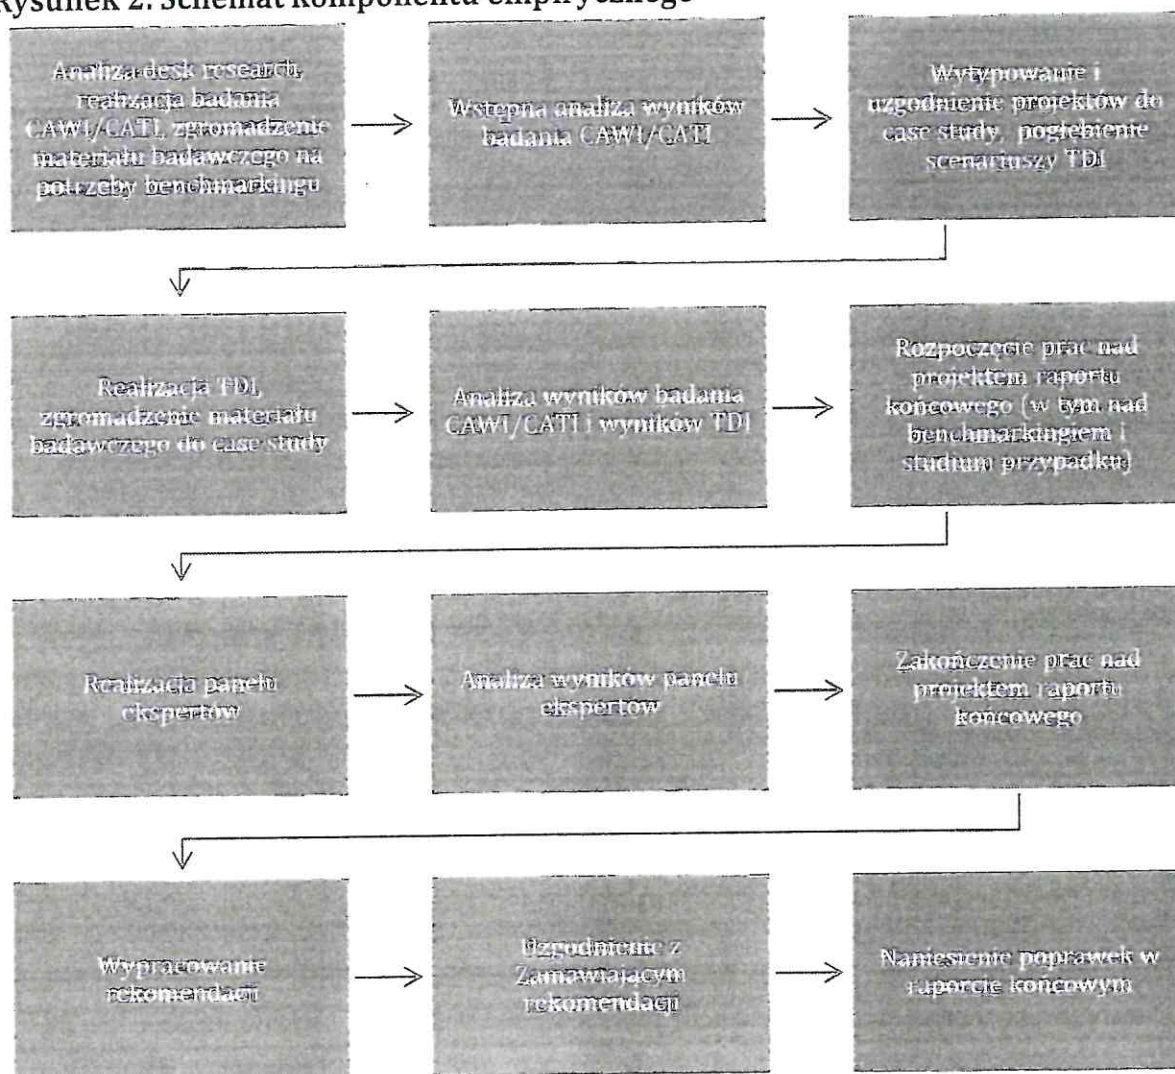 Rysunek 2. Schemat komponentu empirycznego
Analiza desk research,
realizacja badania
CAWI/CATI, zgromadzenie
materiału badawczego na
potrzeby benchmarkingu
Wstępna analiza wyników
badania CAWI/CATI
Wytypowanie i
uzgodnienie projektów do
case study, pogłębienie
scenariuszy TDI
Realizacja TDI,
zgromadzenie materiału
badawczego do case study
Analiza wyników badania
CAWI/CATI i wyników TDI
Rozpoczęcie prac nad
projektem raportu
końcowego (w tym nad
benchmarkingiem i
studium przypadku)
Realizacja panelu
ekspertów
Analiza wyników panelu
ekspertów
Zakończenie prac nad
projektem raportu
końcowego
Wypracowanie
rekomendacji
Uzgodnienie z
Zamawiającym
rekomendacji
Naniesienie poprawek w
raporcie końcowym